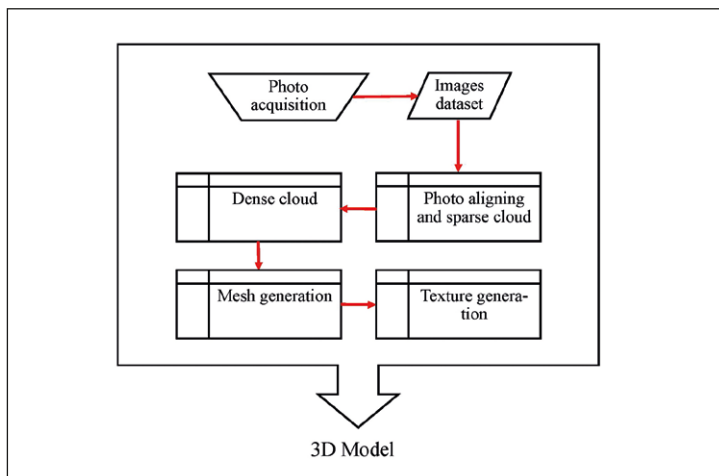 Photo
acquisition
Images
dataset
Photo aligning
and sparse cloud
Dense cloud
Mesh generation
Texture genera-
tion
3D Model